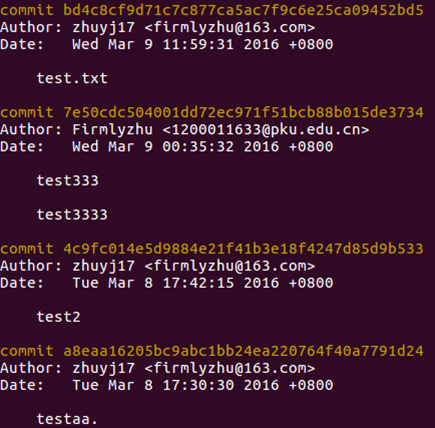 commit bd4c8cf9d71c7c877ca5ac7f9c6e25ca09452bd5
Author: zhuyj17 <firmlyzhu@163.com>
Date:   Wed Mar 9 11:59:31 2016 +0800
test.txt
commit 7e50cdc504001dd72ec971f51bcb88b015de3734
Author: Firmlyzhu <1200011633@pku.edu.cn>
Date:   Wed Mar 9 00:35:32 2016 +0800
test333
test3333
commit 4c9fc014e5d9884e21f41b3e18f4247d85d9b533
Author: zhuyj17 <firmlyzhu@163.com>
Date:   Tue Mar 8 17:42:15 2016 +0800
test2
commit a8eaa16205bc9abc1bb24ea220764f40a7791d24
Author: zhuyj17 <firmlyzhu@163.com>
Date:   Tue Mar 8 17:30:30 2016 +0800
testaa.